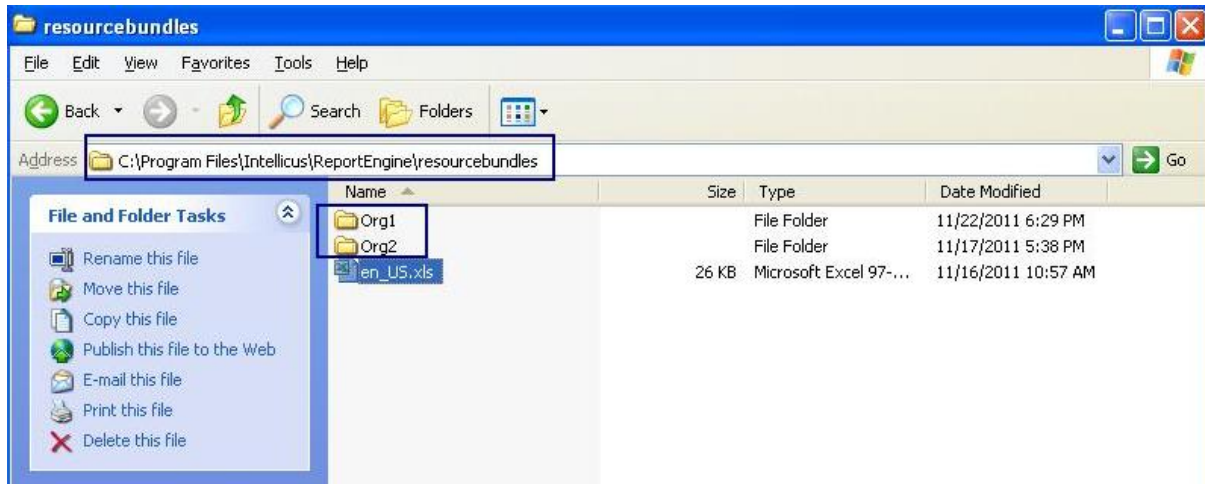 resourcebundles
File Edit View Favorites Tools Help
Back Search Folders
Address C:\Program Files\Intellicus\ReportEngine\resourcebundles Go
File and Folder Tasks
Rename this file
Move this file
Copy this file
Publish this file to the Web
E-mail this file
Print this file
Delete this file
Name Size Type Date Modified
Org1 File Folder 11/22/2011 6:29 PM
Org2 File Folder 11/17/2011 5:38 PM
en_US.xls 26 KB Microsoft Excel 97-... 11/16/2011 10:57 AM